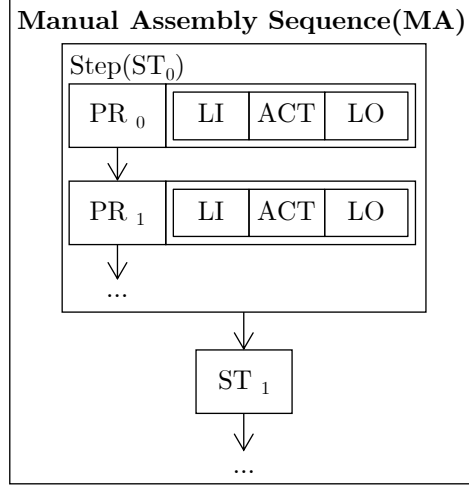 Manual Assembly Sequence(MA)
Step(ST₀)
PR ₀ LI ACT LO
PR ₁ LI ACT LO
...
ST ₁
...